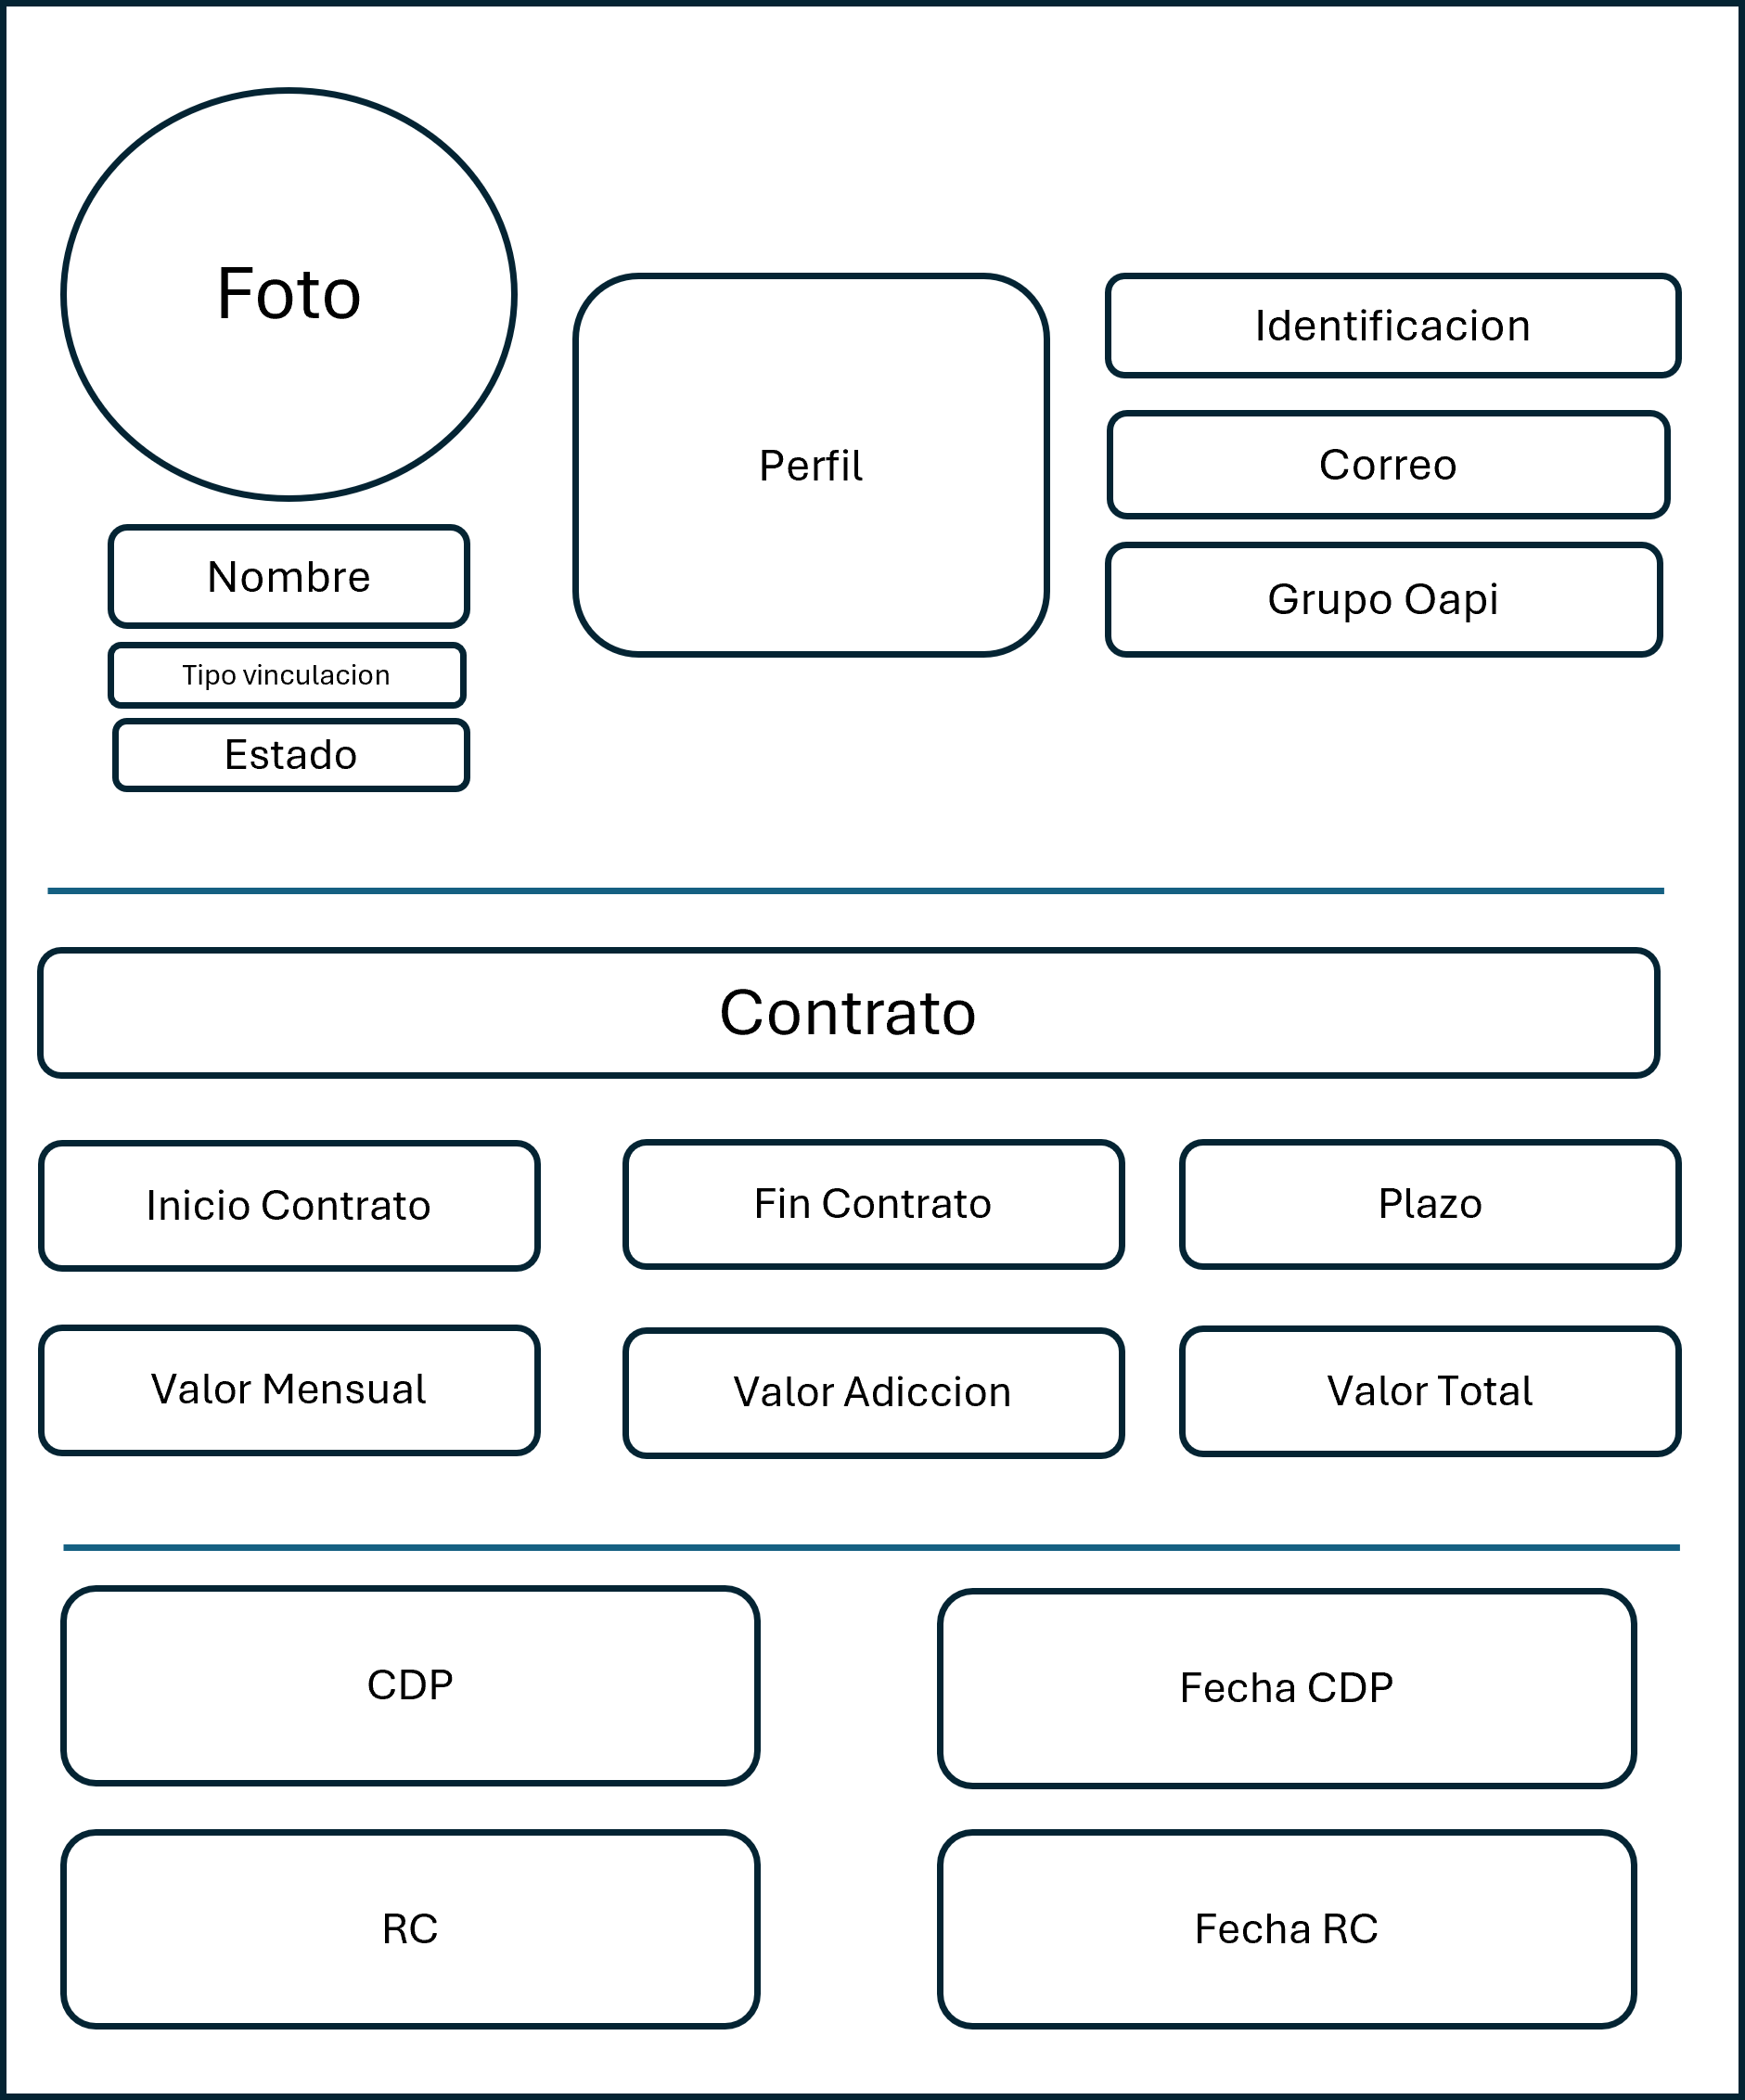 Foto
Nombre
Tipo vinculacion
Estado
Perfil
Identificacion
Correo
Grupo Oapi
Contrato
Inicio Contrato
Fin Contrato
Plazo
Valor Mensual
Valor Adiccion
Valor Total
CDP
Fecha CDP
RC
Fecha RC